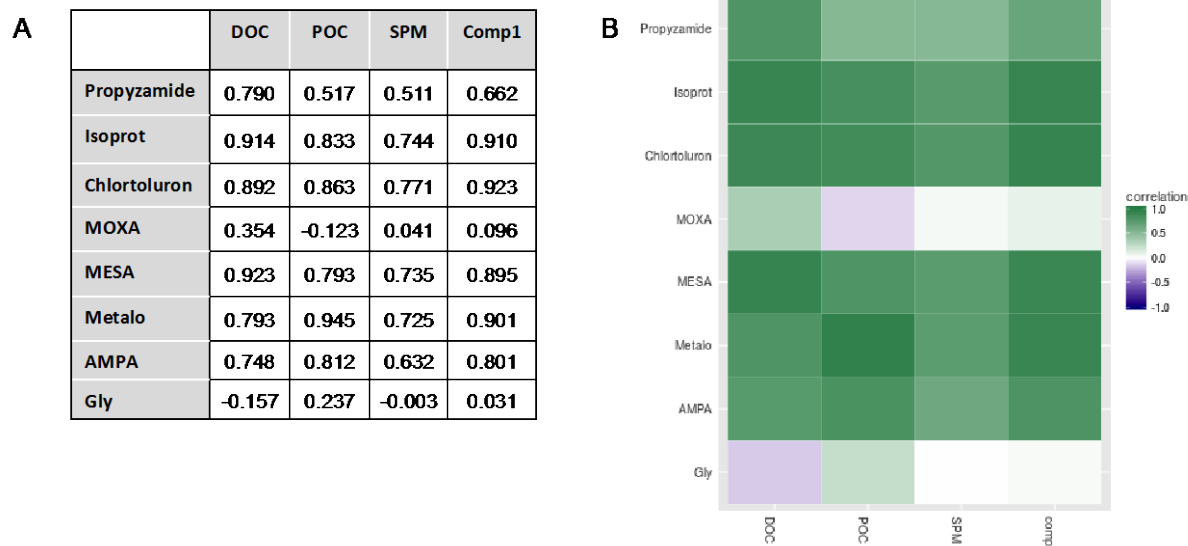 A
DOC POC SPM Comp1
Propyzamide 0.790 0.517 0.511 0.662
Isoprot 0.914 0.833 0.744 0.910
Chlortoluron 0.892 0.863 0.771 0.923
MOXA 0.354 -0.123 0.041 0.096
MESA 0.923 0.793 0.735 0.895
Metalo 0.793 0.945 0.725 0.901
AMPA 0.748 0.812 0.632 0.801
Gly -0.157 0.237 -0.003 0.031
B
Propyzamide
Isoprot
Chlortoluron
MOXA
MESA
Metalo
AMPA
Gly
DOC POC SPM comp
correlation
1.0
0.5
0.0
-0.5
-1.0